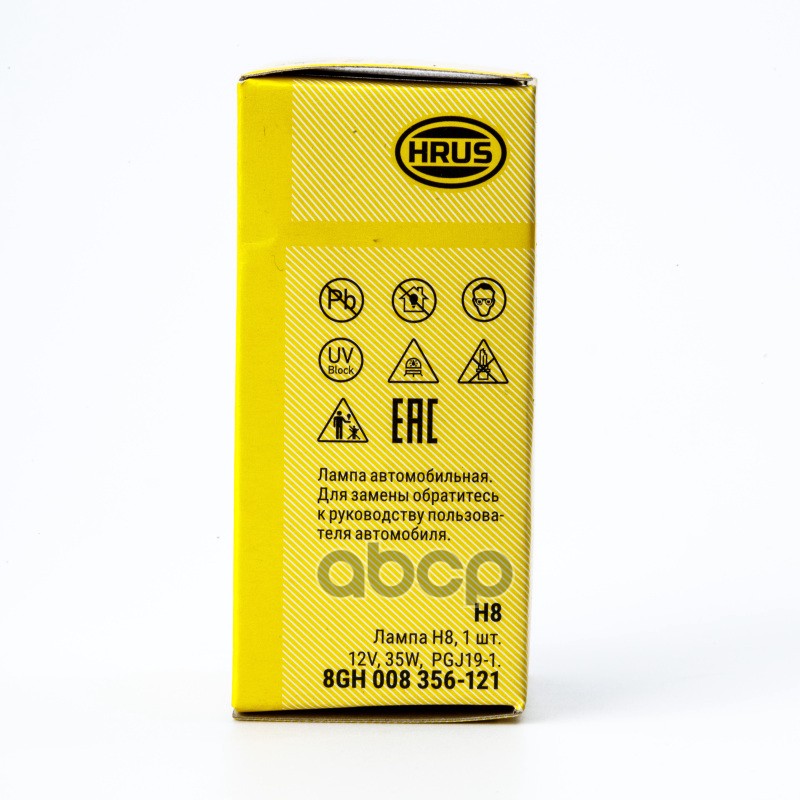 HRUS
Pb
UV
Block
EAC
Лампа автомобильная.
Для замены обратитесь
к руководству пользова-
теля автомобиля.
abcp
H8
Лампа H8, 1 шт.
12V, 35W, PGJ19-1.
8GH 008 356-121